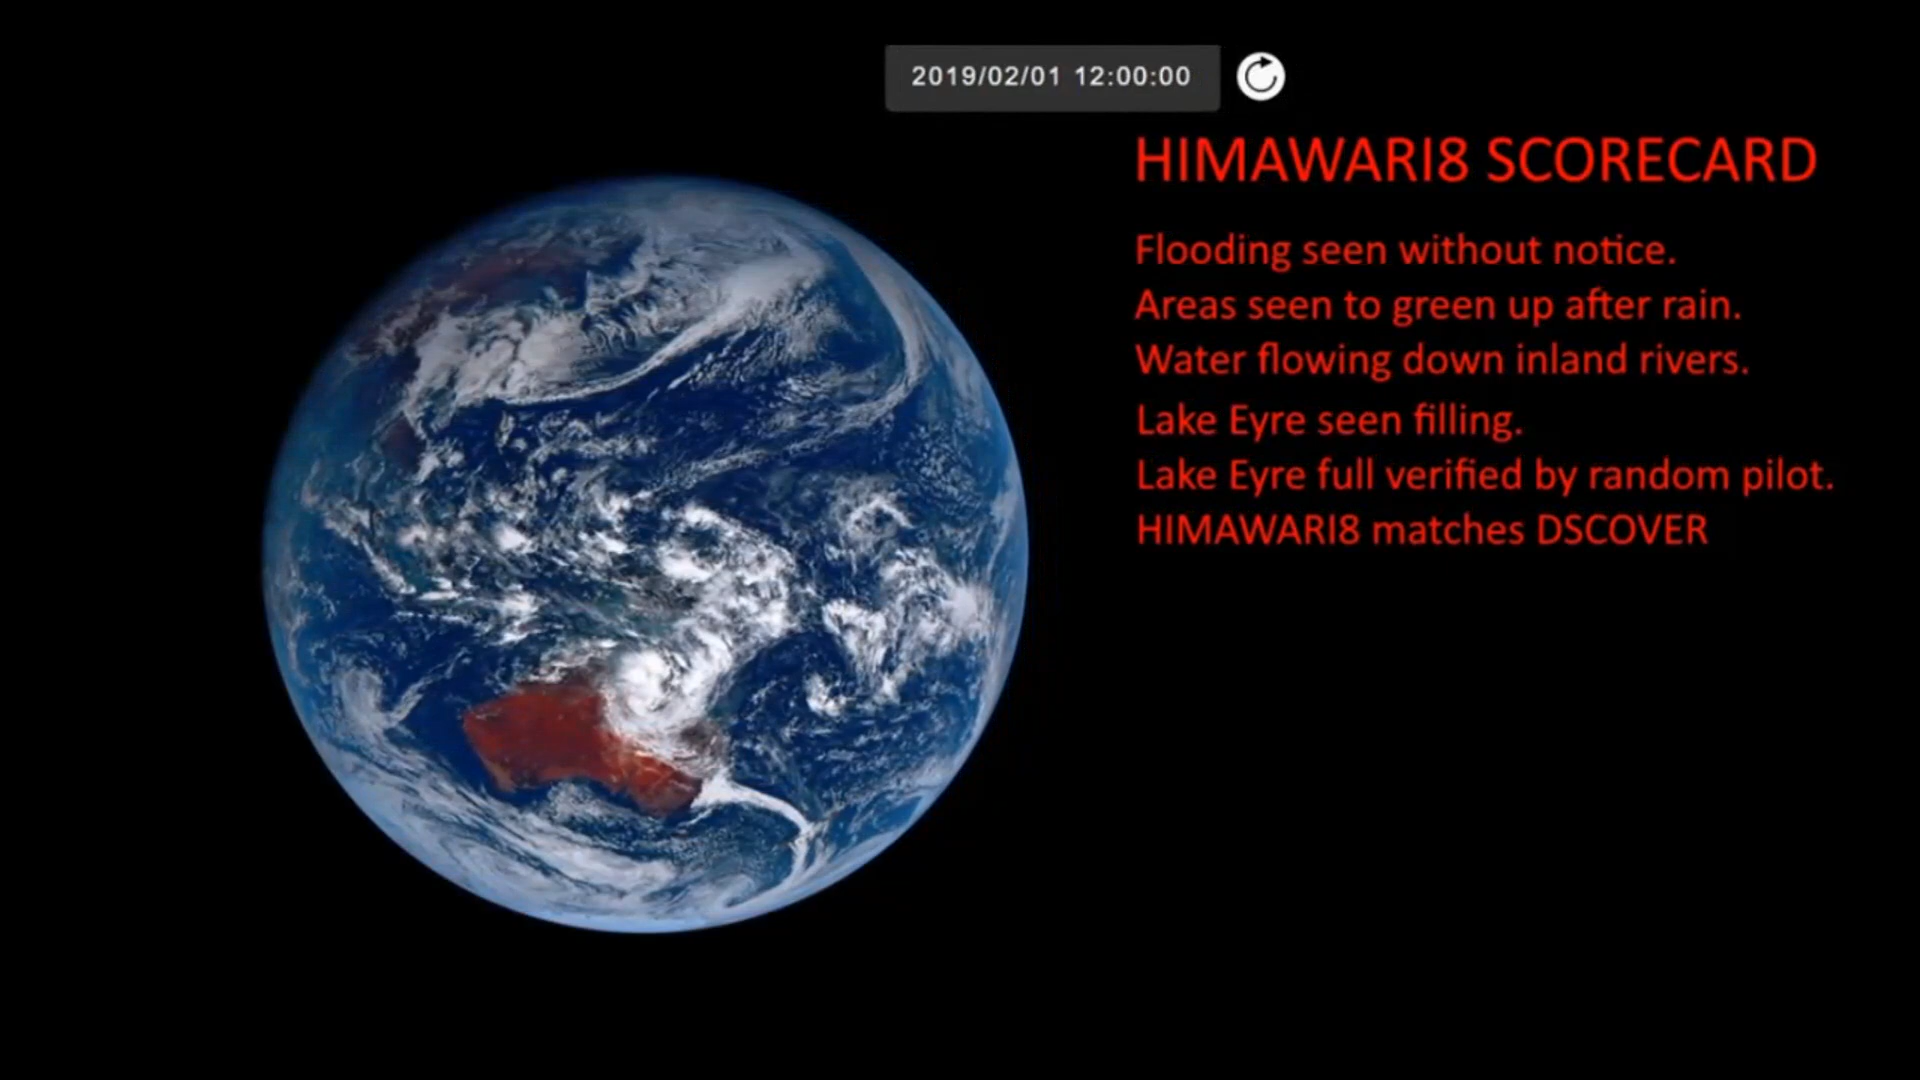 2019/02/01 12:00:00
HIMAWARI8 SCORECARD
Flooding seen without notice.
Areas seen to green up after rain.
Water flowing down inland rivers.
Lake Eyre seen filling.
Lake Eyre full verified by random pilot.
HIMAWARI8 matches DSCOVER